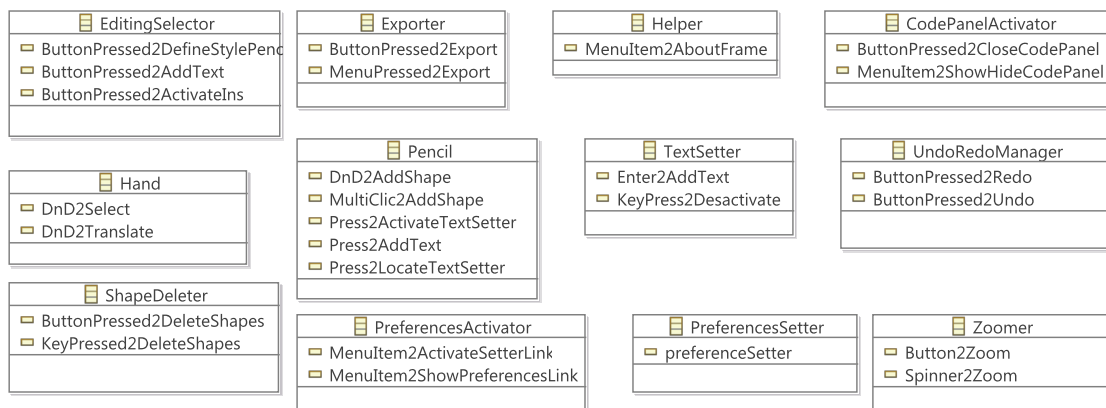 EditingSelector
ButtonPressed2DefineStylePenc
ButtonPressed2AddText
ButtonPressed2ActivateIns
Exporter
ButtonPressed2Export
MenuPressed2Export
Helper
MenuItem2AboutFrame
CodePanelActivator
ButtonPressed2CloseCodePanel
MenuItem2ShowHideCodePanel
Hand
DnD2Select
DnD2Translate
Pencil
DnD2AddShape
MultiClic2AddShape
Press2ActivateTextSetter
Press2AddText
Press2LocateTextSetter
TextSetter
Enter2AddText
KeyPress2Desactivate
UndoRedoManager
ButtonPressed2Redo
ButtonPressed2Undo
ShapeDeleter
ButtonPressed2DeleteShapes
KeyPressed2DeleteShapes
PreferencesActivator
MenuItem2ActivateSetterLink
MenuItem2ShowPreferencesLink
PreferencesSetter
preferenceSetter
Zoomer
Button2Zoom
Spinner2Zoom